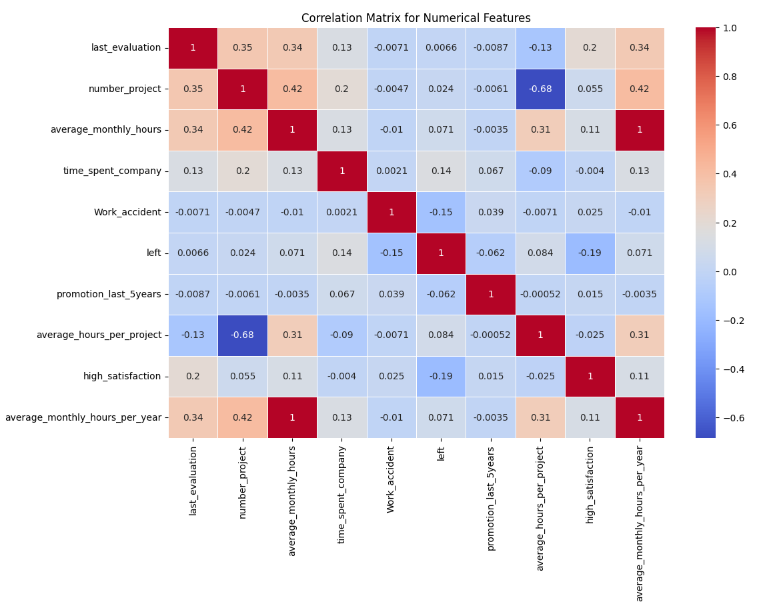 Correlation Matrix for Numerical Features
last_evaluation 1 0.35 0.34 0.13 -0.0071 0.0066 -0.0087 -0.13 0.2 0.34
number_project 0.35 1 0.42 0.2 -0.0047 0.024 -0.0061 -0.68 0.055 0.42
average_monthly_hours 0.34 0.42 1 0.13 -0.01 0.071 -0.0035 0.31 0.11 1
time_spent_company 0.13 0.2 0.13 1 0.0021 0.14 0.067 -0.09 -0.004 0.13
Work_accident -0.0071 -0.0047 -0.01 0.0021 1 -0.15 0.039 -0.0071 0.025 -0.01
left 0.0066 0.024 0.071 0.14 -0.15 1 -0.062 0.084 -0.19 0.071
promotion_last_5years -0.0087 -0.0061 -0.0035 0.067 0.039 -0.062 1 -0.00052 0.015 -0.0035
average_hours_per_project -0.13 -0.68 0.31 -0.09 -0.0071 0.084 -0.00052 1 -0.025 0.31
high_satisfaction 0.2 0.055 0.11 -0.004 0.025 -0.19 0.015 -0.025 1 0.11
average_monthly_hours_per_year 0.34 0.42 1 0.13 -0.01 0.071 -0.0035 0.31 0.11 1
last_evaluation
number_project
average_monthly_hours
time_spent_company
Work_accident
left
promotion_last_5years
average_hours_per_project
high_satisfaction
average_monthly_hours_per_year
1.0
0.8
0.6
0.4
0.2
0.0
−0.2
−0.4
−0.6